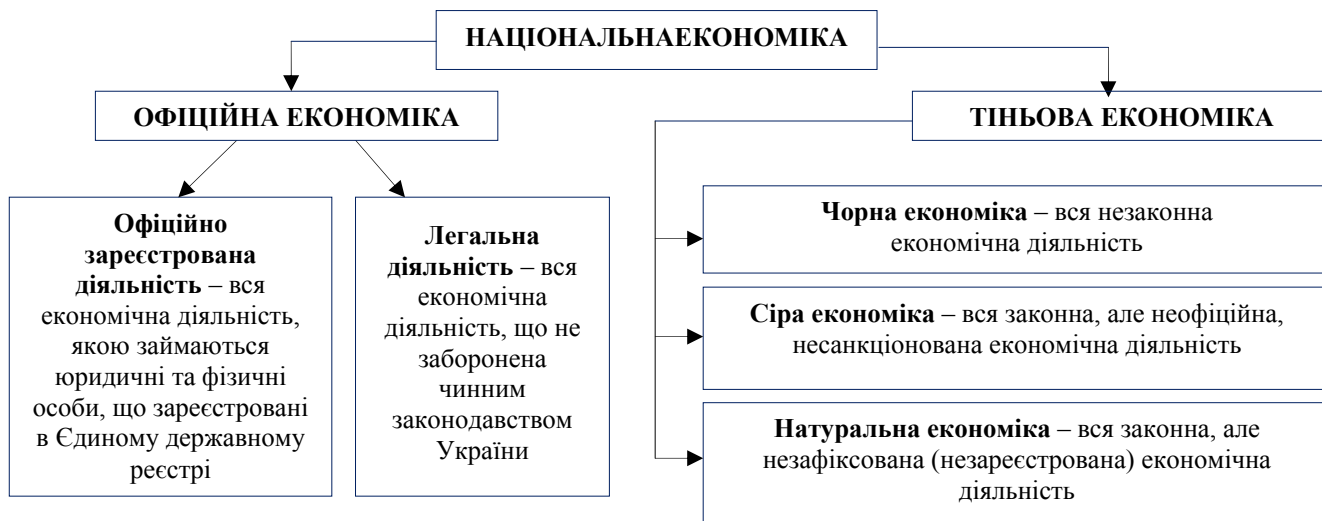 НАЦІОНАЛЬНАЕКОНОМІКА
ОФІЦІЙНА ЕКОНОМІКА
ТІНЬОВА ЕКОНОМІКА
Офіційно
зареєстрована
діяльність – вся
економічна діяльність,
якою займаються
юридичні та фізичні
особи, що зареєстровані
в Єдиному державному
реєстрі
Легальна
діяльність – вся
економічна
діяльність, що не
заборонена
чинним
законодавством
України
Чорна економіка – вся незаконна
економічна діяльність
Сіра економіка – вся законна, але неофіційна,
несанкціонована економічна діяльність
Натуральна економіка – вся законна, але
незафіксована (незареєстрована) економічна
діяльність